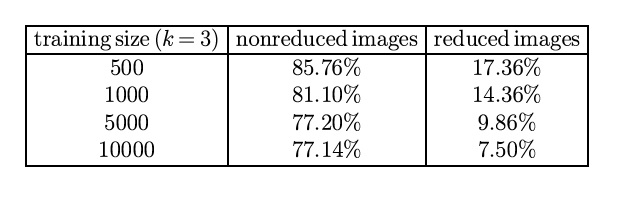 training size (k = 3) nonreduced images reduced images
500 85.76% 17.36%
1000 81.10% 14.36%
5000 77.20% 9.86%
10000 77.14% 7.50%